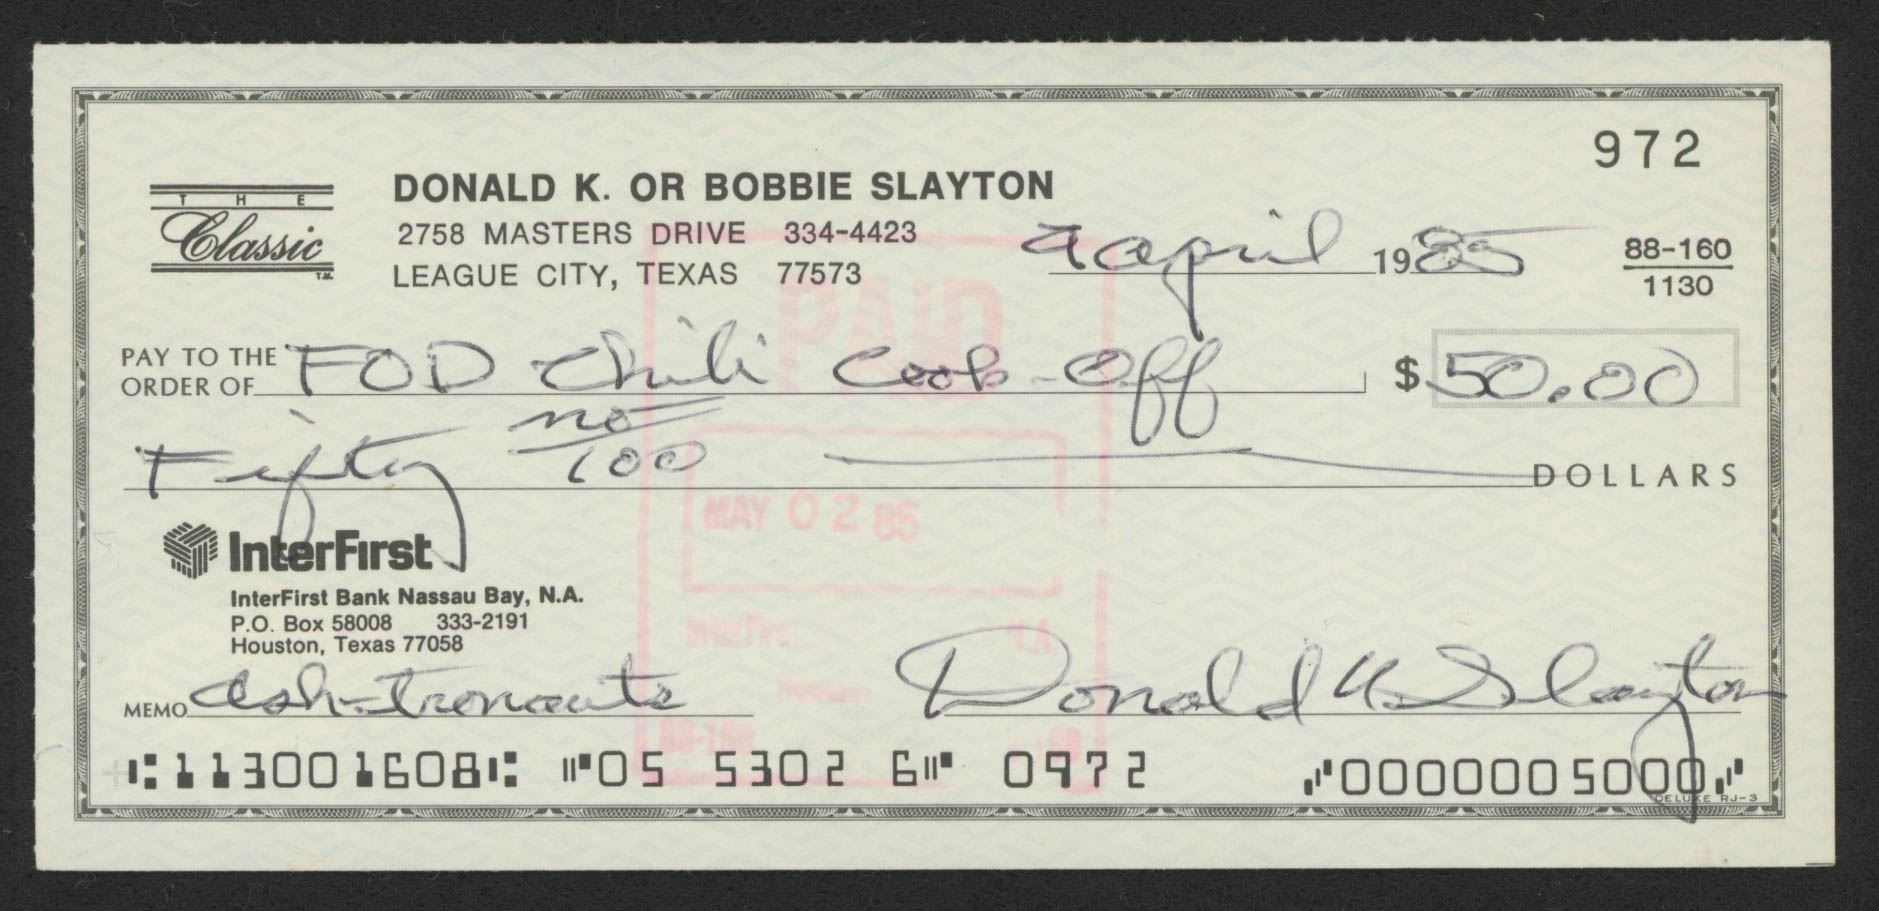 972
THE
Classic
T.M.
DONALD K. OR BOBBIE SLAYTON
2758 MASTERS DRIVE 334-4423
LEAGUE CITY, TEXAS 77573
9 April 1985
88-160
1130
PAID
PAY TO THE
ORDER OF FOD Chili Cook-Off $ 50.00
Fifty no/100 DOLLARS
MAY 02 85
InterFirst
InterFirst Bank Nassau Bay, N.A.
P.O. Box 58008 333-2191
Houston, Texas 77058
N.A.
MEMO Ash-tronauts Donald K Slayton
⑆113001608⑆ ⑈05 5302 6⑈ 0972 ⑇0000005000⑇
DELUXE RJ-3